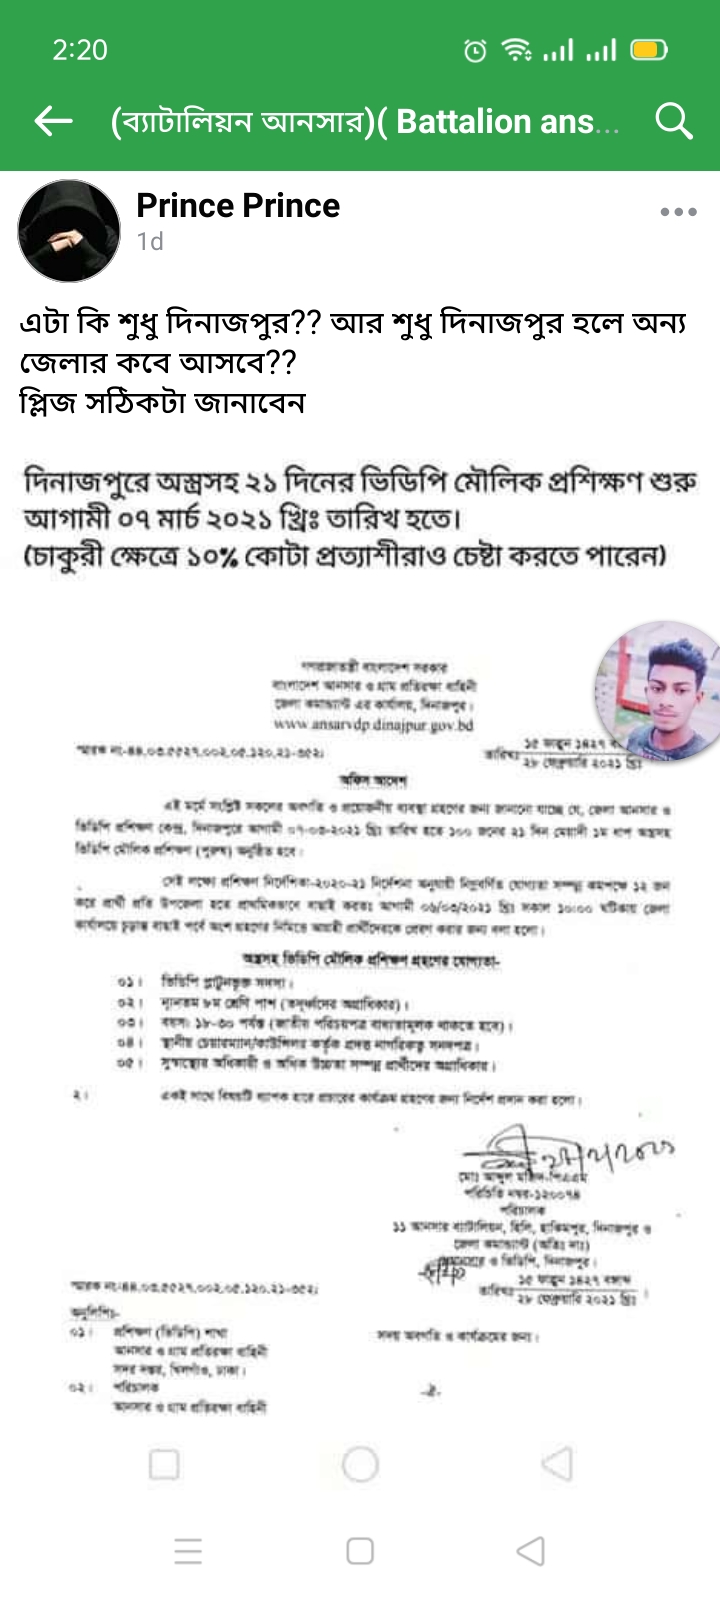 2:20
(ব্যাটালিয়ন আনসার)( Battalion ans...
Prince Prince
1d
এটা কি শুধু দিনাজপুর?? আর শুধু দিনাজপুর হলে অন্য
জেলার কবে আসবে??
প্লিজ সঠিকটা জানাবেন
দিনাজপুরে অস্ত্রসহ ২১ দিনের ভিডিপি মৌলিক প্রশিক্ষণ শুরু
আগামী ০৭ মার্চ ২০২১ খ্রিঃ তারিখ হতে।
(চাকুরী ক্ষেত্রে ১০% কোটা প্রত্যাশীরাও চেষ্টা করতে পারেন)
গণপ্রজাতন্ত্রী বাংলাদেশ সরকার
বাংলাদেশ আনসার ও গ্রাম প্রতিরক্ষা বাহিনী
জেলা কমান্ড্যান্ট এর কার্যালয়, দিনাজপুর।
www.ansarvdp.dinajpur.gov.bd
স্মারক নং-৪৪.০৩.৫৫২৭.০০২.০৫.১২০.২১-৩৫২।
১৫ ফাল্গুন ১৪২৭
তারিখঃ
২৮ ফেব্রুয়ারি ২০২১ খ্রিঃ
অফিস আদেশ
এই মর্মে সংশ্লিষ্ট সকলের অবগতি ও প্রয়োজনীয় ব্যবস্থা গ্রহণের জন্য জানানো যাচ্ছে যে, জেলা আনসার ও
ভিডিপি প্রশিক্ষণ কেন্দ্র, দিনাজপুরে আগামী ০৭-০৩-২০২১ খ্রিঃ তারিখ হতে ১০০ জনের ২১ দিন মেয়াদী ১ম ধাপ অস্ত্রসহ
ভিডিপি মৌলিক প্রশিক্ষণ (পুরুষ) অনুষ্ঠিত হবে।
সেই লক্ষ্যে প্রশিক্ষণ নির্দেশিকা-২০২০-২১ নির্দেশনা অনুযায়ী নিম্নবর্ণিত যোগ্যতা সম্পন্ন কমপক্ষে ১২ জন
করে প্রার্থী প্রতি উপজেলা হতে প্রাথমিকভাবে বাছাই করতঃ আগামী ০৬/০৩/২০২১ খ্রিঃ সকাল ১০:০০ ঘটিকায় জেলা
কার্যালয়ে চূড়ান্ত বাছাই পর্বে অংশ গ্রহণের নিমিত্তে আগ্রহী প্রার্থীদেরকে প্রেরণ করার জন্য বলা হলো।
অস্ত্রসহ ভিডিপি মৌলিক প্রশিক্ষণ গ্রহণের যোগ্যতা-
০১। ভিডিপি প্লাটুনভুক্ত সদস্য।
০২। ন্যূনতম ৮ম শ্রেণি পাশ (তদূর্ধ্বদের অগ্রাধিকার)।
০৩। বয়সঃ ১৮-৩০ পর্যন্ত (জাতীয় পরিচয়পত্র বাধ্যতামূলক থাকতে হবে)।
০৪। স্থানীয় চেয়ারম্যান/কাউন্সিলর কর্তৃক প্রদত্ত নাগরিকত্ব সনদপত্র।
০৫। সুস্বাস্থ্যের অধিকারী ও অধিক উচ্চতা সম্পন্ন প্রার্থীদের অগ্রাধিকার।
২। একই সাথে বিষয়টি ব্যাপক হারে প্রচারের কার্যক্রম গ্রহণের জন্য নির্দেশ প্রদান করা হলো।
পরিচিতি নম্বর-১২০০৭৪
পরিচালক
১১ আনসার ব্যাটালিয়ন, হিলি, হাকিমপুর, দিনাজপুর ও
জেলা কমান্ড্যান্ট (অতিঃ দাঃ)
আনসার ও ভিডিপি, দিনাজপুর।
স্মারক নং-৪৪.০৩.৫৫২৭.০০২.০৫.১২০.২১-৩৫২।
১৫ ফাল্গুন ১৪২৭ বঙ্গাব্দ
তারিখঃ
২৮ ফেব্রুয়ারি ২০২১ খ্রিঃ
অনুলিপিঃ-
০১। প্রশিক্ষণ (ভিডিপি) শাখা
সদয় অবগতি ও কার্যক্রমের জন্য।
আনসার ও গ্রাম প্রতিরক্ষা বাহিনী
সদর দপ্তর, খিলগাঁও, ঢাকা।
০২। পরিচালক
আনসার ও গ্রাম প্রতিরক্ষা বাহিনী